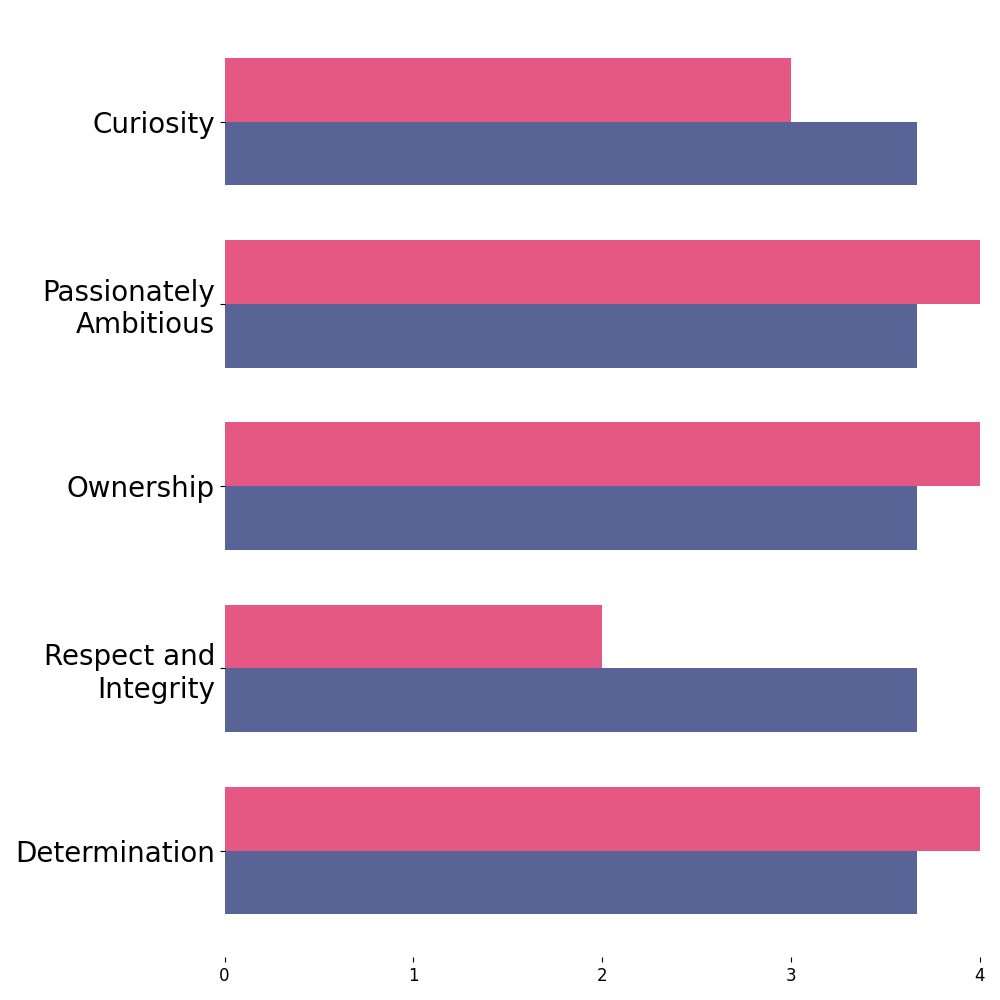 Curiosity
Passionately
Ambitious
Ownership
Respect and
Integrity
Determination
0 1 2 3 4